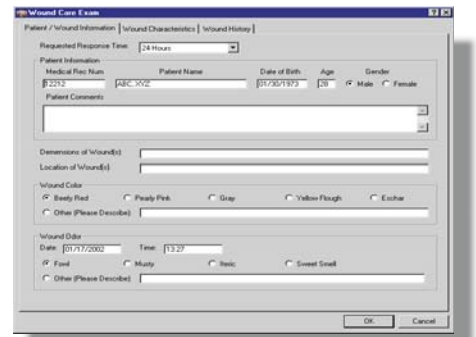 Wound Care Exam
Patient / Wound Information Wound Characteristics Wound History
Requested Response Time: 24 Hours
Patient Information
Medical Rec Num Patient Name Date of Birth Age Gender
12212 ABC, XYZ 01/30/1973 28 Male Female
Patient Comments
Demensions of Wound(s):
Location of Wound(s):
Wound Color
Beefy Red Pearly Pink Gray Yellow Flough Eschar
Other (Please Describe)
Wound Odor
Date: 01/17/2002 Time: 13:27
Foul Musty Sweet Smell
Other (Please Describe)
OK Cancel